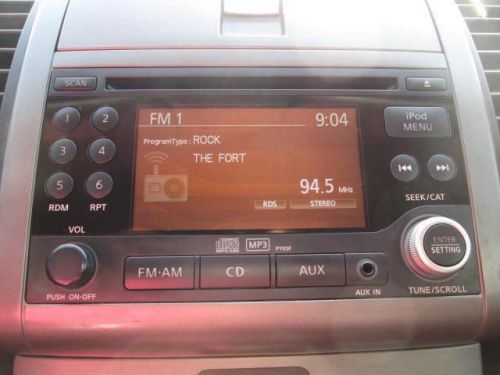 SCAN
FM 1 9:04
iPod
MENU
1 2
ProgramType : ROCK
THE FORT
3 4
94.5 MHz
5 6
RDS STEREO
RDM RPT
SEEK/CAT
VOL
MP3
ENTER
SETTING
FM·AM CD AUX
PUSH ON-OFF
AUX IN
TUNE/SCROLL